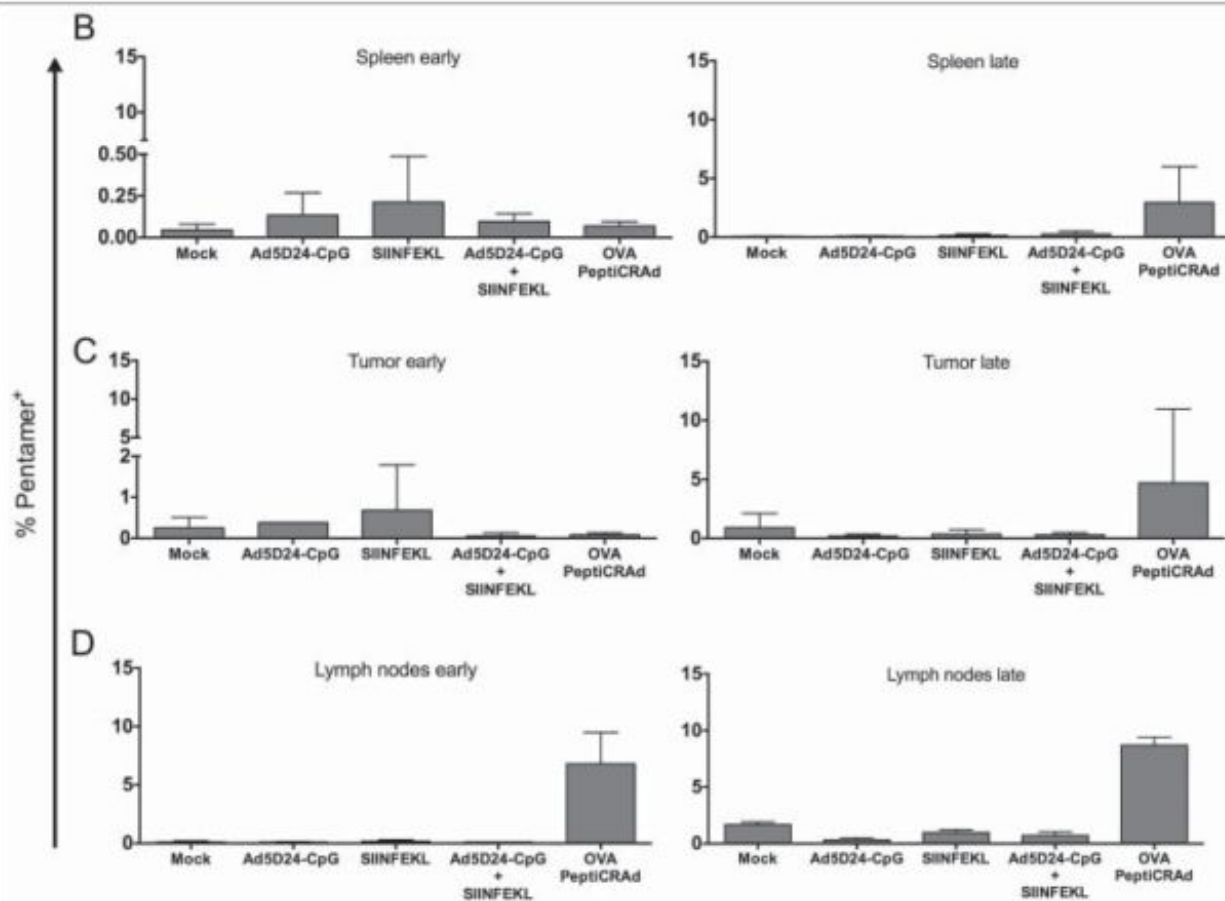 % Pentamer+
B
Spleen early
15
10
0.50
0.25
0.00
Mock Ad5D24-CpG SIINFEKL Ad5D24-CpG OVA
+ PeptiCRAd
SIINFEKL
Spleen late
15
10
5
0
Mock Ad5D24-CpG SIINFEKL Ad5D24-CpG OVA
+ PeptiCRAd
SIINFEKL
C
Tumor early
15
10
5
2
1
0
Mock Ad5D24-CpG SIINFEKL Ad5D24-CpG OVA
+ PeptiCRAd
SIINFEKL
Tumor late
15
10
5
0
Mock Ad5D24-CpG SIINFEKL Ad5D24-CpG OVA
+ PeptiCRAd
SIINFEKL
D
Lymph nodes early
15
10
5
0
Mock Ad5D24-CpG SIINFEKL Ad5D24-CpG OVA
+ PeptiCRAd
SIINFEKL
Lymph nodes late
15
10
5
0
Mock Ad5D24-CpG SIINFEKL Ad5D24-CpG OVA
+ PeptiCRAd
SIINFEKL